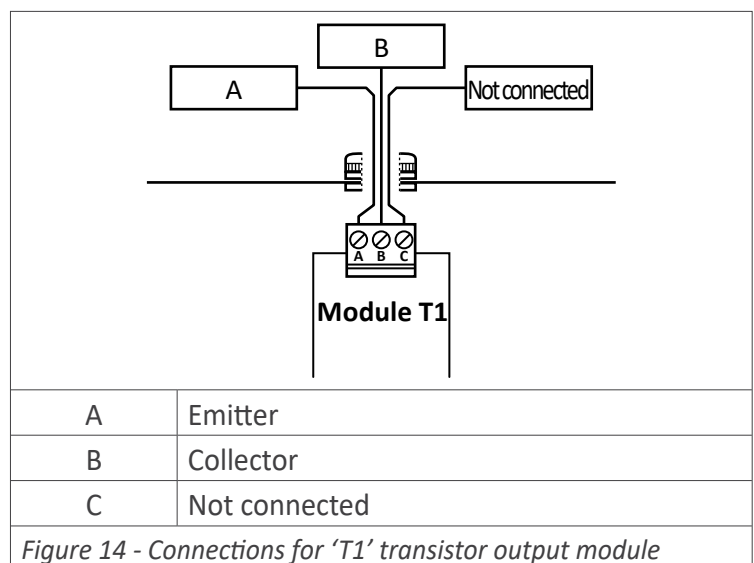 B
A
Not connected
A B C
Module T1
A Emitter
B Collector
C Not connected
Figure 14 - Connections for ‘T1’ transistor output module